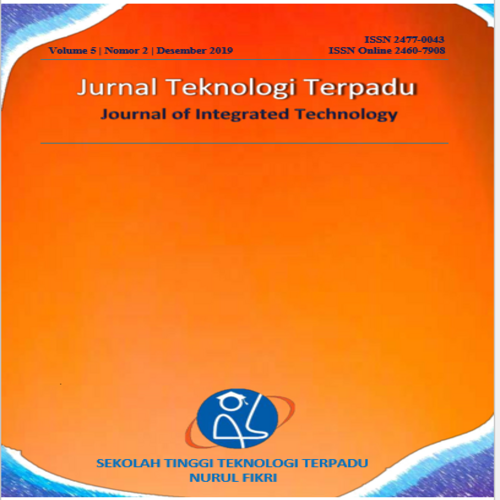 ISSN 2477-0043
Volume 5 | Nomor 2 | Desember 2019 ISSN Online 2460-7908
Jurnal Teknologi Terpadu
Journal of Integrated Technology
SEKOLAH TINGGI TEKNOLOGI TERPADU
NURUL FIKRI